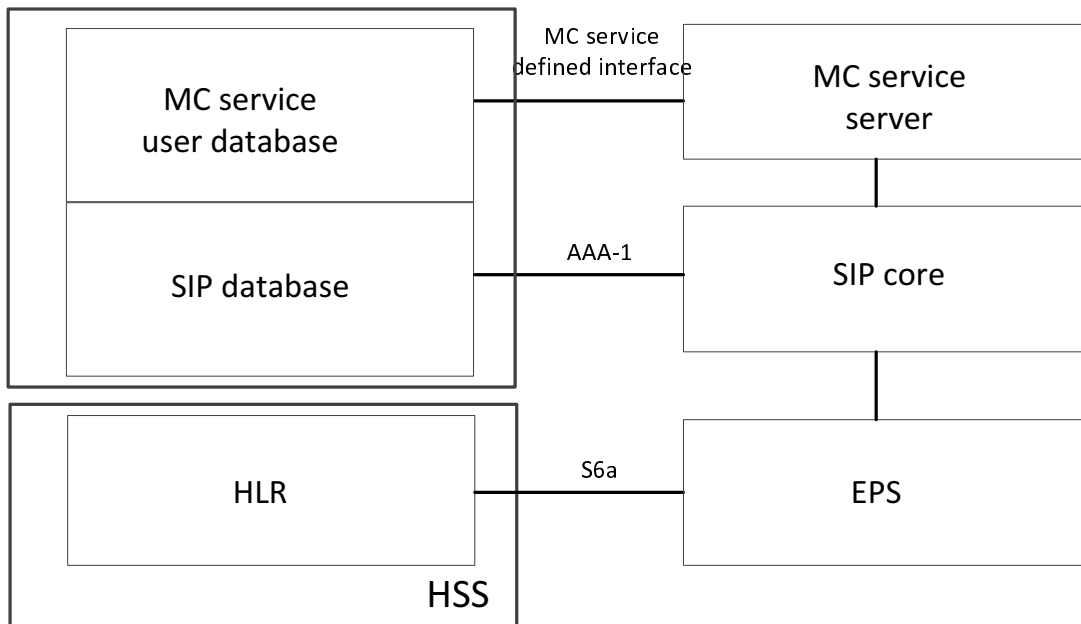 MC service
defined interface
MC service
user database
MC service
server
AAA-1
SIP database
SIP core
S6a
HLR
EPS
HSS